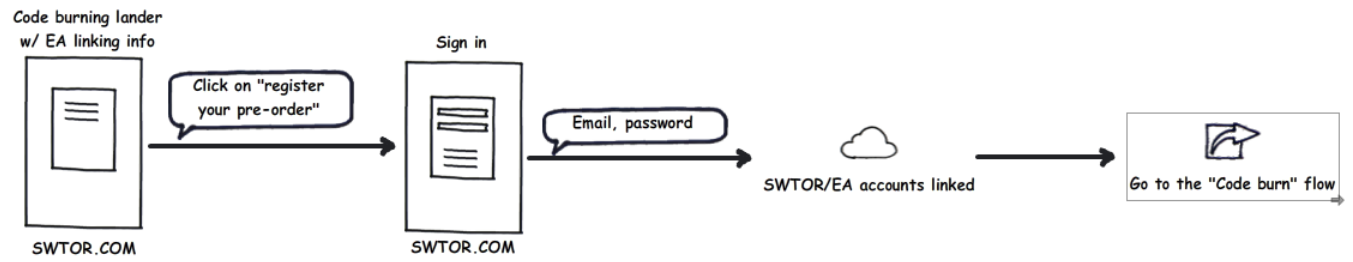 Code burning lander
w/ EA linking info
SWTOR.COM
Click on "register
your pre-order"
Sign in
SWTOR.COM
Email, password
SWTOR/EA accounts linked
Go to the "Code burn" flow